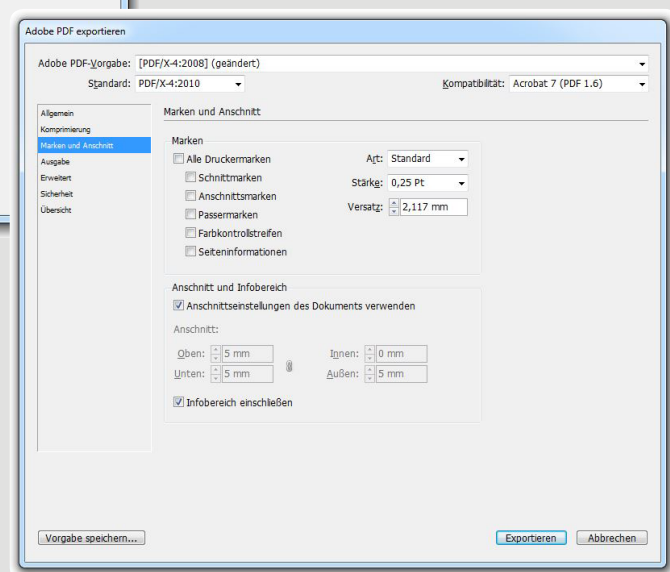 Adobe PDF exportieren
Adobe PDF-Vorgabe: [PDF/X-4:2008] (geändert)
Standard: PDF/X-4:2010 Kompatibilität: Acrobat 7 (PDF 1.6)
Allgemein
Komprimierung
Marken und Anschnitt
Ausgabe
Erweitert
Sicherheit
Übersicht
Marken und Anschnitt
Marken
Alle Druckermarken
Schnittmarken
Anschnittsmarken
Passermarken
Farbkontrollstreifen
Seiteninformationen
Art: Standard
Stärke: 0,25 Pt
Versatz: 2,117 mm
Anschnitt und Infobereich
Anschnittseinstellungen des Dokuments verwenden
Anschnitt:
Oben: 5 mm Innen: 0 mm
Unten: 5 mm Außen: 5 mm
Infobereich einschließen
Vorgabe speichern... Exportieren Abbrechen